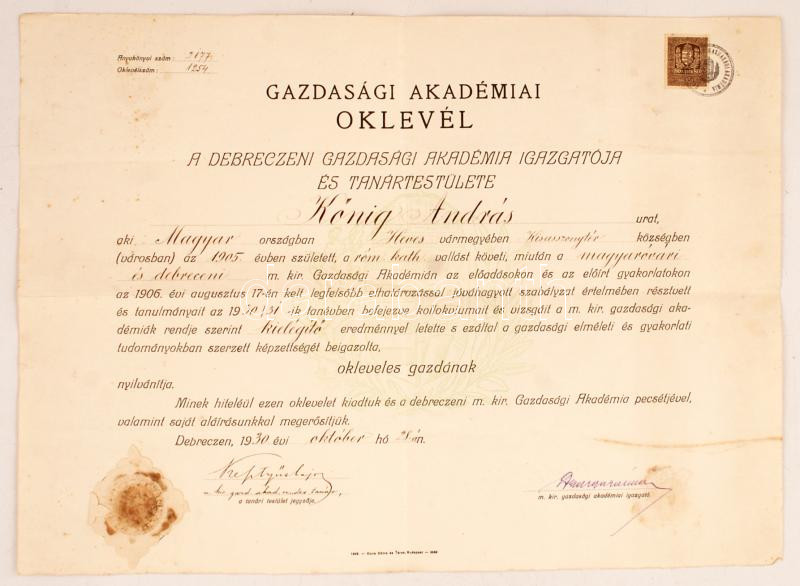 Anyakönyvi szám: 2177.
Oklevélszám: 1254
GAZDASÁGI AKADÉMIAI
OKLEVÉL
A DEBRECZENI GAZDASÁGI AKADÉMIA IGAZGATÓJA
ÉS TANÁRTESTÜLETE
Kőnig András urat,
aki Magyar országban Heves vármegyében Kisasszonytér községben
(városban) az 1905. évben született, a róm. kath. vallást követi, miután a magyaróvári
és debreceni m. kir. Gazdasági Akadémián az előadásokon és az előírt gyakorlatokon
az 1906. évi augusztus 17-én kelt legfelsőbb elhatározással jóváhagyott szabályzat értelmében résztvett
és tanulmányait az 1930/31-ik tanévben befejezve kollokviumait és vizsgáit a m. kir. gazdasági aka-
démiák rendje szerint kielégítő eredménnyel letette s ezáltal a gazdasági elméleti és gyakorlati
tudományokban szerzett képzettségét beigazolta,
okleveles gazdának
nyilvánítja.
Minek hiteléül ezen oklevelet kiadtuk és a debreczeni m. kir. Gazdasági Akadémia pecsétjével,
valamint saját aláírásunkkal megerősítjük.
Debreczen, 1930 évi október hó 28 án.
m. kir. gazd. akad. rendes tanár,
a tanári testület jegyzője.
m. kir. gazdasági akadémiai igazgató.